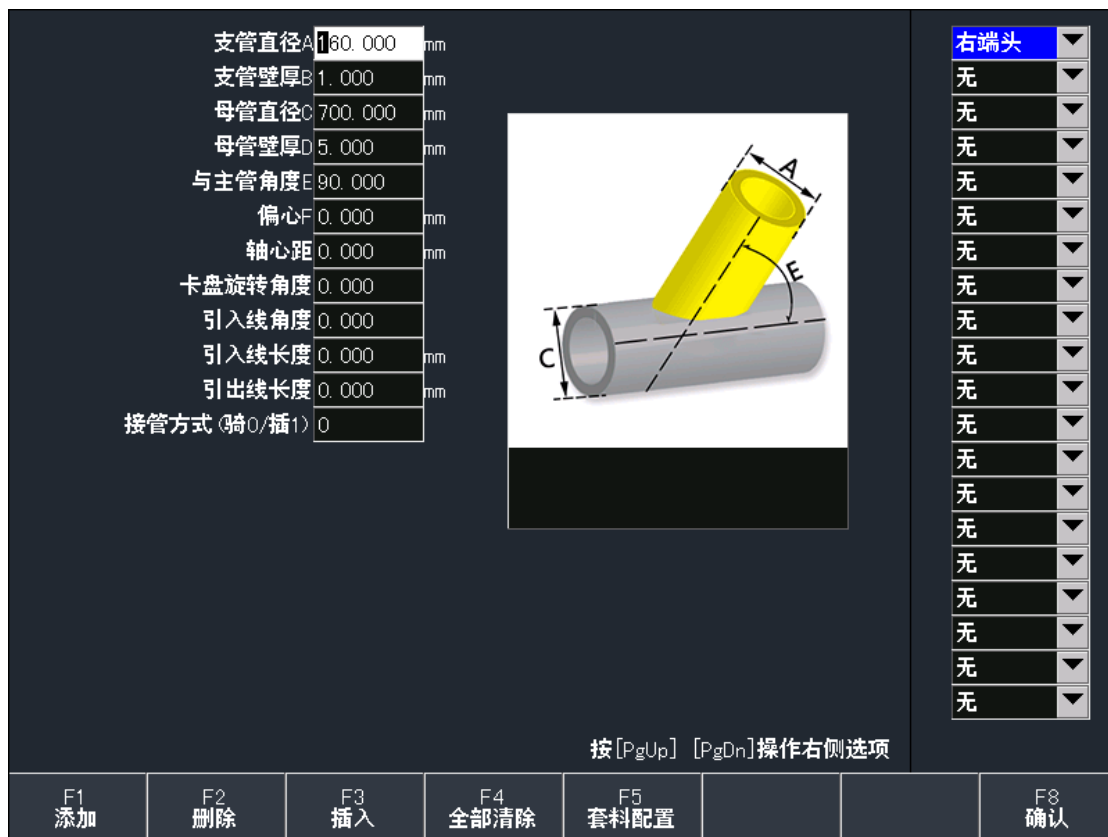 支管直径A 160.000 mm 右端头
支管壁厚B 1.000 mm 无
母管直径C 700.000 mm 无
母管壁厚D 5.000 mm 无
与主管角度E 90.000 无
偏心F 0.000 mm 无
轴心距 0.000 mm 无
卡盘旋转角度 0.000 无
引入线角度 0.000 无
引入线长度 0.000 mm 无
引出线长度 0.000 mm 无
接管方式(骑0/插1) 0 无
无
无
无
无
无
无
无
无
A
E
C
按[PgUp] [PgDn]操作右侧选项
F1 F2 F3 F4 F5 F8
添加 删除 插入 全部清除 套料配置 确认